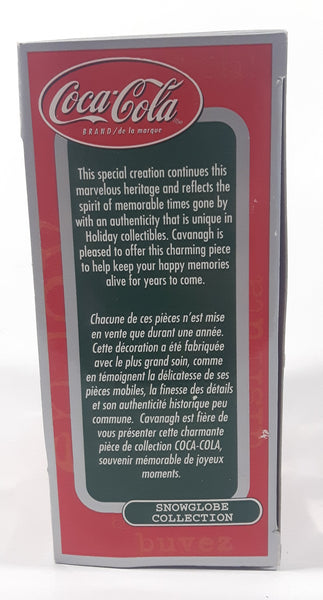 Coca-Cola
BRAND/de la marque
This special creation continues this
marvelous heritage and reflects the
spirit of memorable times gone by
with an authenticity that is unique in
Holiday collectibles. Cavanagh is
pleased to offer this charming piece
to help keep your happy memories
alive for years to come.
Chacune de ces pièces n'est mise
en vente que durant une année.
Cette décoration a été fabriquée
avec le plus grand soin, comme
en témoignent la délicatesse de ses
pièces mobiles, la finesse des détails
et son authenticité historique peu
commune. Cavanagh est fière de
vous présenter cette charmante
pièce de collection COCA-COLA,
souvenir mémorable de joyeux
moments.
SNOWGLOBE
COLLECTION
buvez